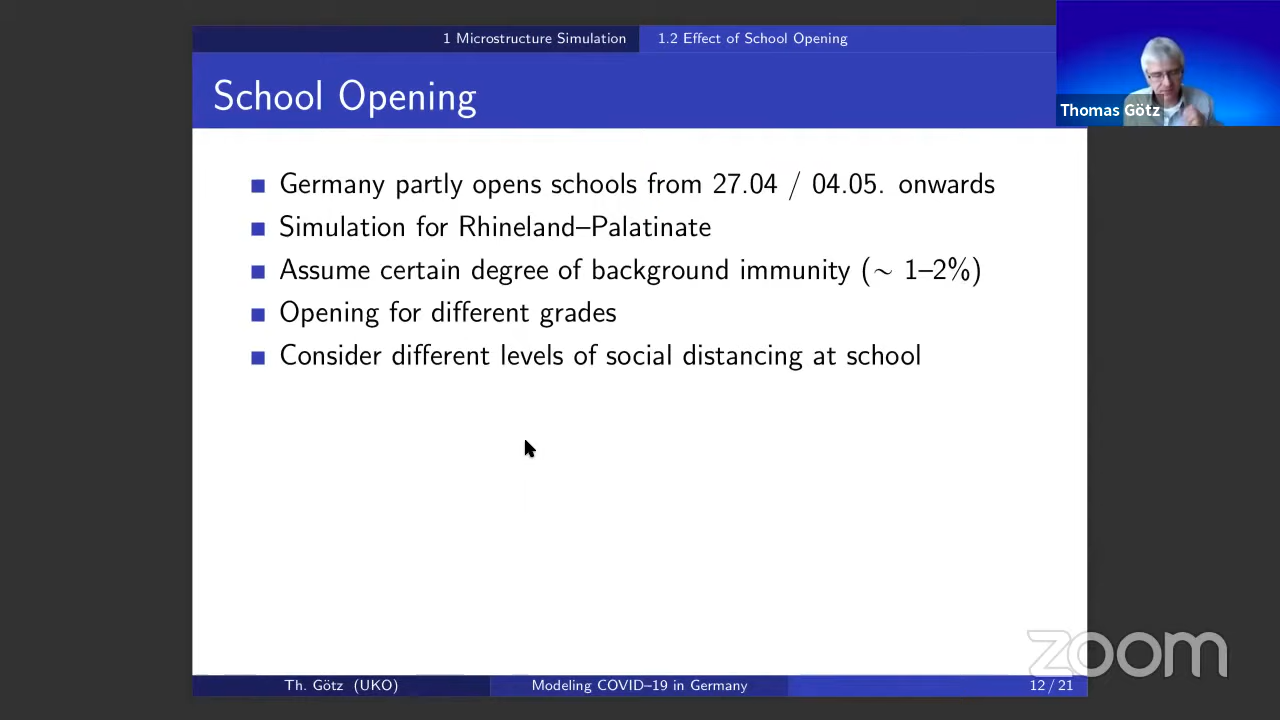 1 Microstructure Simulation 1.2 Effect of School Opening
School Opening
Thomas Götz
Germany partly opens schools from 27.04 / 04.05. onwards
Simulation for Rhineland–Palatinate
Assume certain degree of background immunity (∼ 1–2%)
Opening for different grades
Consider different levels of social distancing at school
zoom
Th. Götz (UKO) Modeling COVID–19 in Germany 12 / 21